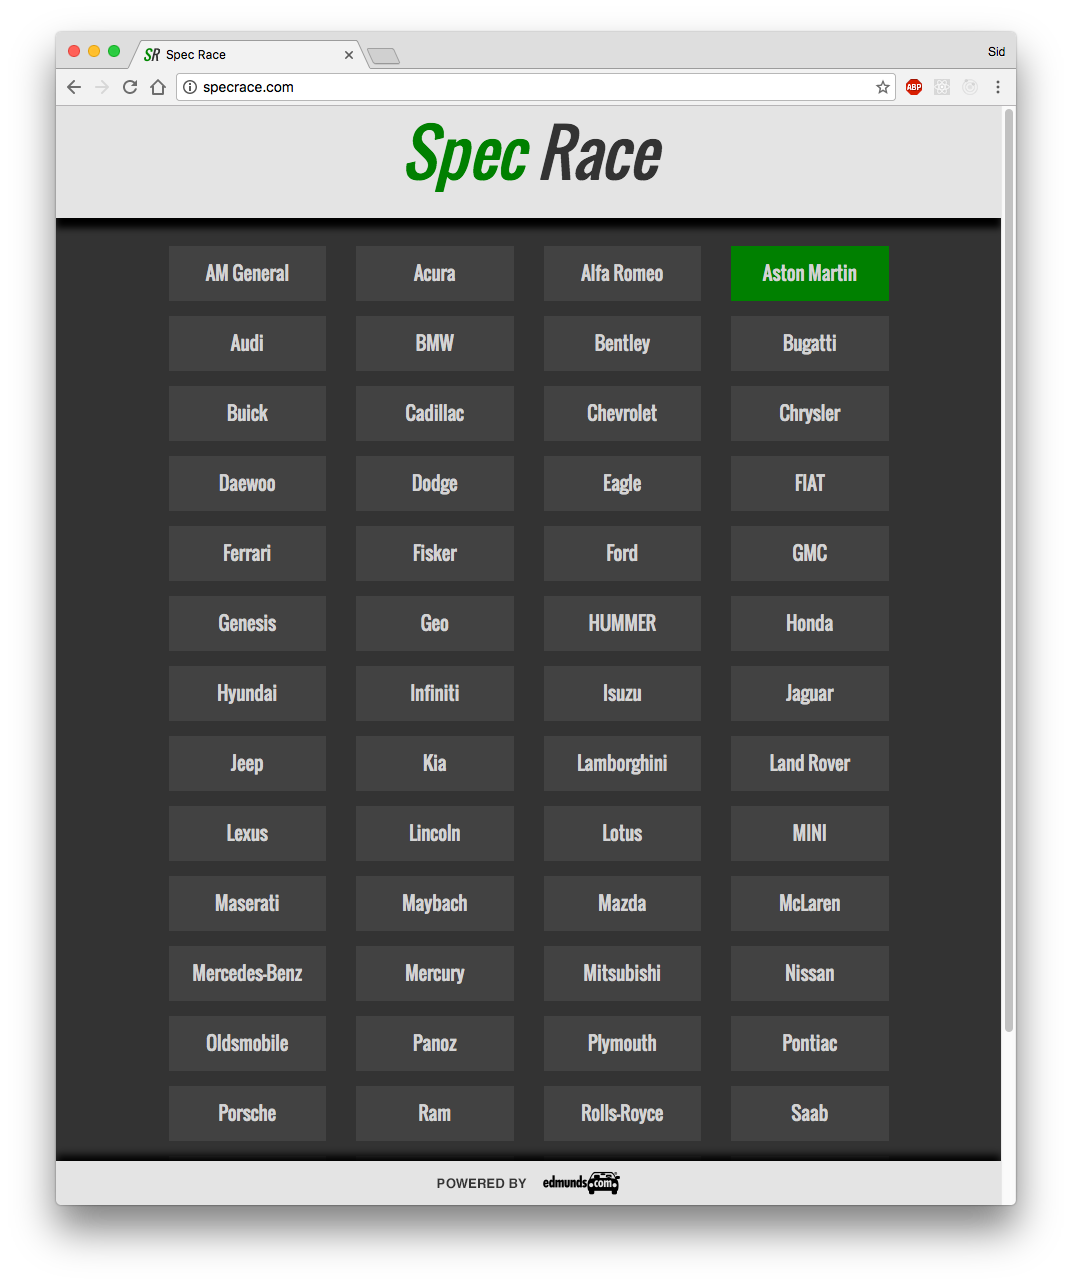 SR Spec Race
Sid
specrace.com
ABP
Spec Race
AM General Acura Alfa Romeo Aston Martin
Audi BMW Bentley Bugatti
Buick Cadillac Chevrolet Chrysler
Daewoo Dodge Eagle FIAT
Ferrari Fisker Ford GMC
Genesis Geo HUMMER Honda
Hyundai Infiniti Isuzu Jaguar
Jeep Kia Lamborghini Land Rover
Lexus Lincoln Lotus MINI
Maserati Maybach Mazda McLaren
Mercedes-Benz Mercury Mitsubishi Nissan
Oldsmobile Panoz Plymouth Pontiac
Porsche Ram Rolls-Royce Saab
POWERED BY edmunds.com